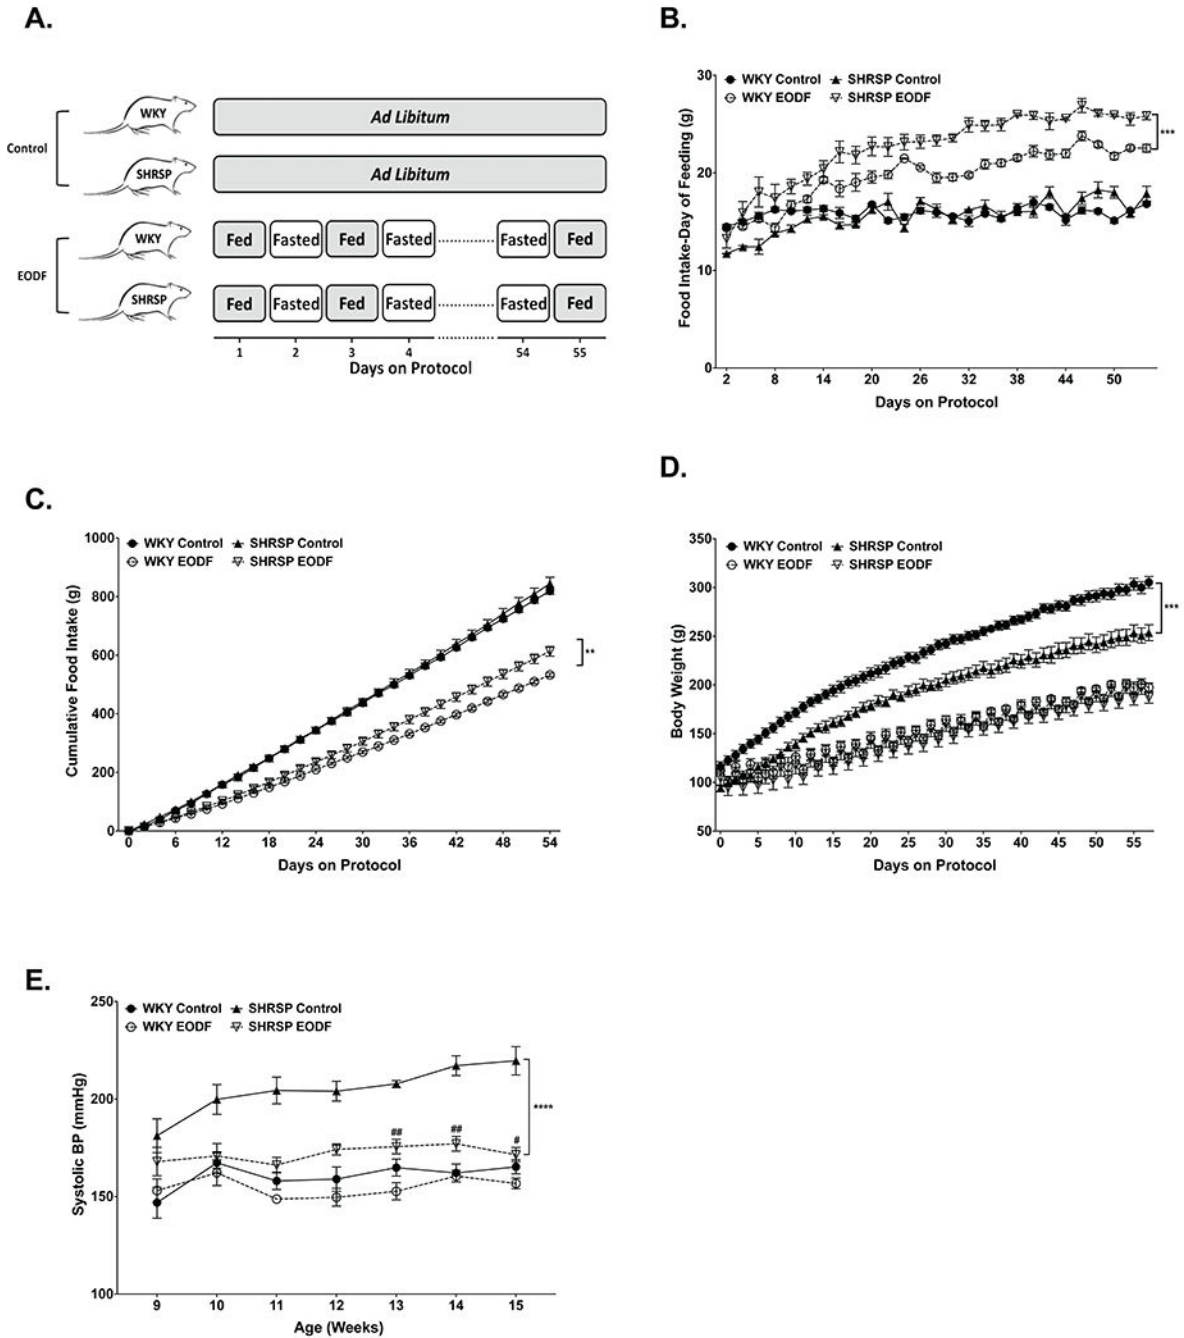 A.
Control
WKY
Ad Libitum
SHRSP
Ad Libitum
EODF
WKY
Fed Fasted Fed Fasted Fasted Fed
SHRSP
Fed Fasted Fed Fasted Fasted Fed
1 2 3 4 54 55
Days on Protocol
B.
WKY Control SHRSP Control
WKY EODF SHRSP EODF
Food Intake-Day of Feeding (g)
30
20
10
0
***
2 8 14 20 26 32 38 44 50
Days on Protocol
C.
WKY Control SHRSP Control
WKY EODF SHRSP EODF
Cumulative Food Intake (g)
1000
800
600
400
200
0
**
0 6 12 18 24 30 36 42 48 54
Days on Protocol
D.
WKY Control SHRSP Control
WKY EODF SHRSP EODF
Body Weight (g)
350
300
250
200
150
100
50
***
0 5 10 15 20 25 30 35 40 45 50 55
Days on Protocol
E.
WKY Control SHRSP Control
WKY EODF SHRSP EODF
Systolic BP (mmHg)
250
200
150
100
## ## #
****
9 10 11 12 13 14 15
Age (Weeks)